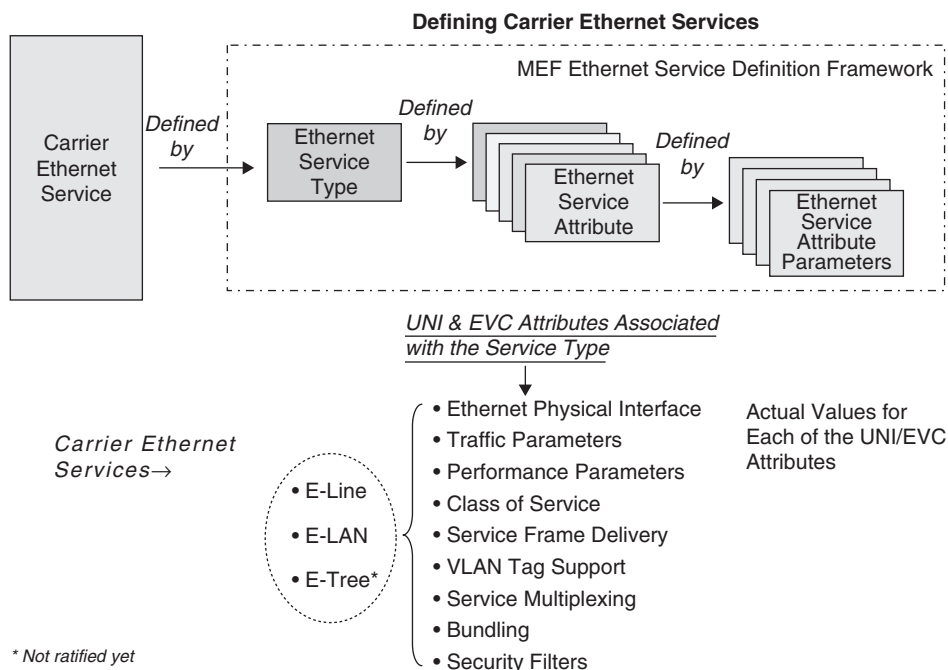 Defining Carrier Ethernet Services
MEF Ethernet Service Definition Framework
Carrier
Ethernet
Service
Defined
by
Ethernet
Service
Type
Defined
by
Ethernet
Service
Attribute
Defined
by
Ethernet
Service
Attribute
Parameters
UNI & EVC Attributes Associated
with the Service Type
Carrier Ethernet
Services→
• E-Line
• E-LAN
• E-Tree*
• Ethernet Physical Interface
• Traffic Parameters
• Performance Parameters
• Class of Service
• Service Frame Delivery
• VLAN Tag Support
• Service Multiplexing
• Bundling
• Security Filters
Actual Values for
Each of the UNI/EVC
Attributes
* Not ratified yet